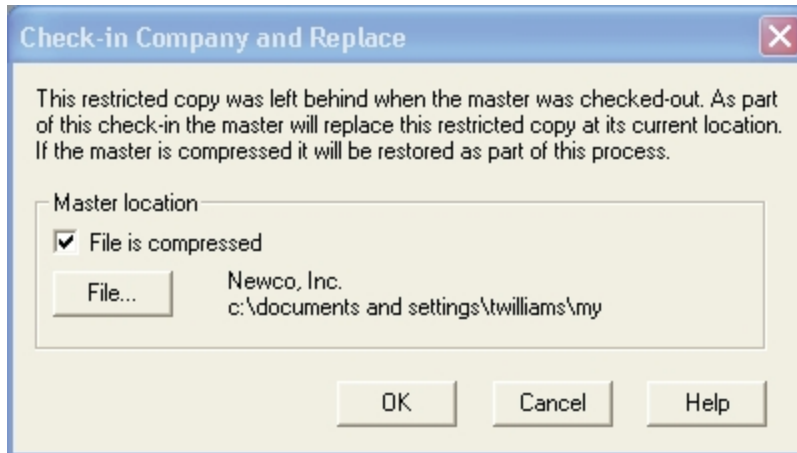 Check-in Company and Replace
This restricted copy was left behind when the master was checked-out. As part
of this check-in the master will replace this restricted copy at its current location.
If the master is compressed it will be restored as part of this process.
Master location
File is compressed
File...
Newco, Inc.
c:\documents and settings\twilliams\my
OK
Cancel
Help